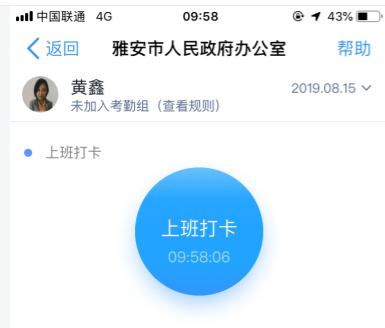 中国联通 4G 09:58 43%
返回 雅安市人民政府办公室 帮助
黄鑫 2019.08.15
未加入考勤组（查看规则）
上班打卡
上班打卡
09:58:06